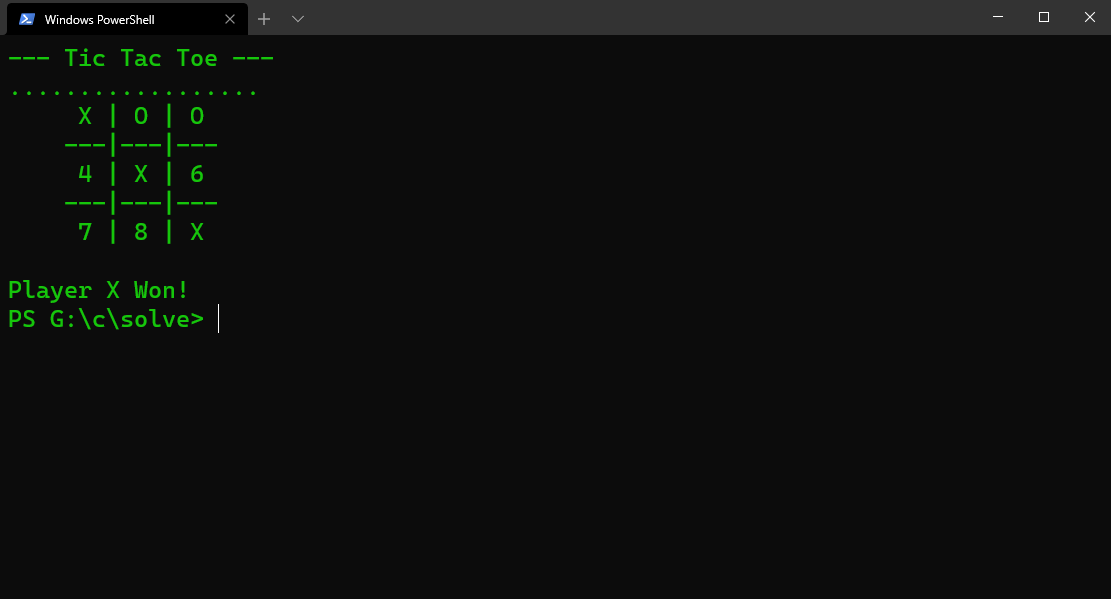 Windows PowerShell
--- Tic Tac Toe ---
..................
X | O | O
---|---|---
4 | X | 6
---|---|---
7 | 8 | X
Player X Won!
PS G:\c\solve>